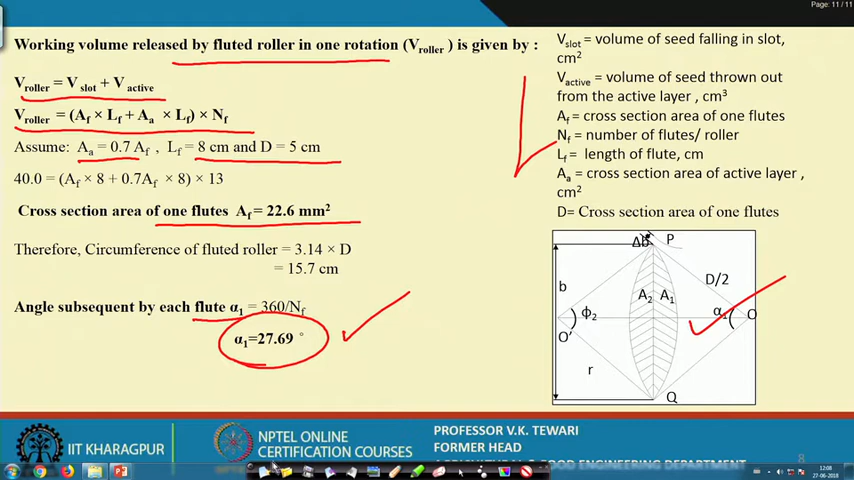 Page: 11 / 11
Working volume released by fluted roller in one rotation (Vroller ) is given by :
Vroller = V slot + V active
Vroller = (Af × Lf + Aa × Lf) × Nf
Assume: Aa = 0.7 Af , Lf = 8 cm and D = 5 cm
40.0 = (Af × 8 + 0.7Af × 8) × 13
Cross section area of one flutes Af = 22.6 mm²
Therefore, Circumference of fluted roller = 3.14 × D
= 15.7 cm
Angle subsequent by each flute α1 = 360/Nf
α1=27.69 °
Vslot = volume of seed falling in slot,
cm²
Vactive = volume of seed thrown out
from the active layer , cm³
Af = cross section area of one flutes
Nf = number of flutes/ roller
Lf = length of flute, cm
Aa = cross section area of active layer ,
cm²
D= Cross section area of one flutes
Δb P
b D/2
A2 A1
ϕ2 α1 O
O'
r
Q
IIT KHARAGPUR
NPTEL ONLINE
CERTIFICATION COURSES
PROFESSOR V.K. TEWARI
FORMER HEAD
8
12:08
27-06-2018